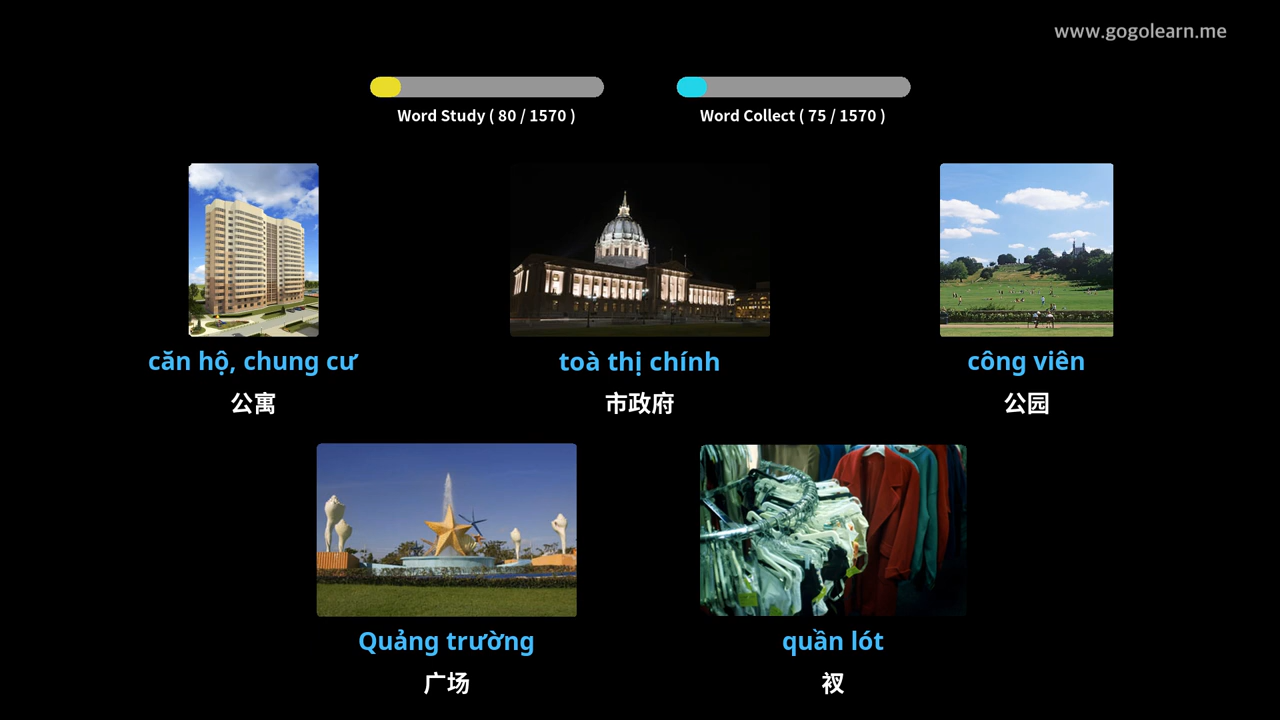 www.gogolearn.me
Word Study ( 80 / 1570 )
Word Collect ( 75 / 1570 )
căn hộ, chung cư
toà thị chính
công viên
公寓
市政府
公园
Quảng trường
quần lót
广场
衩